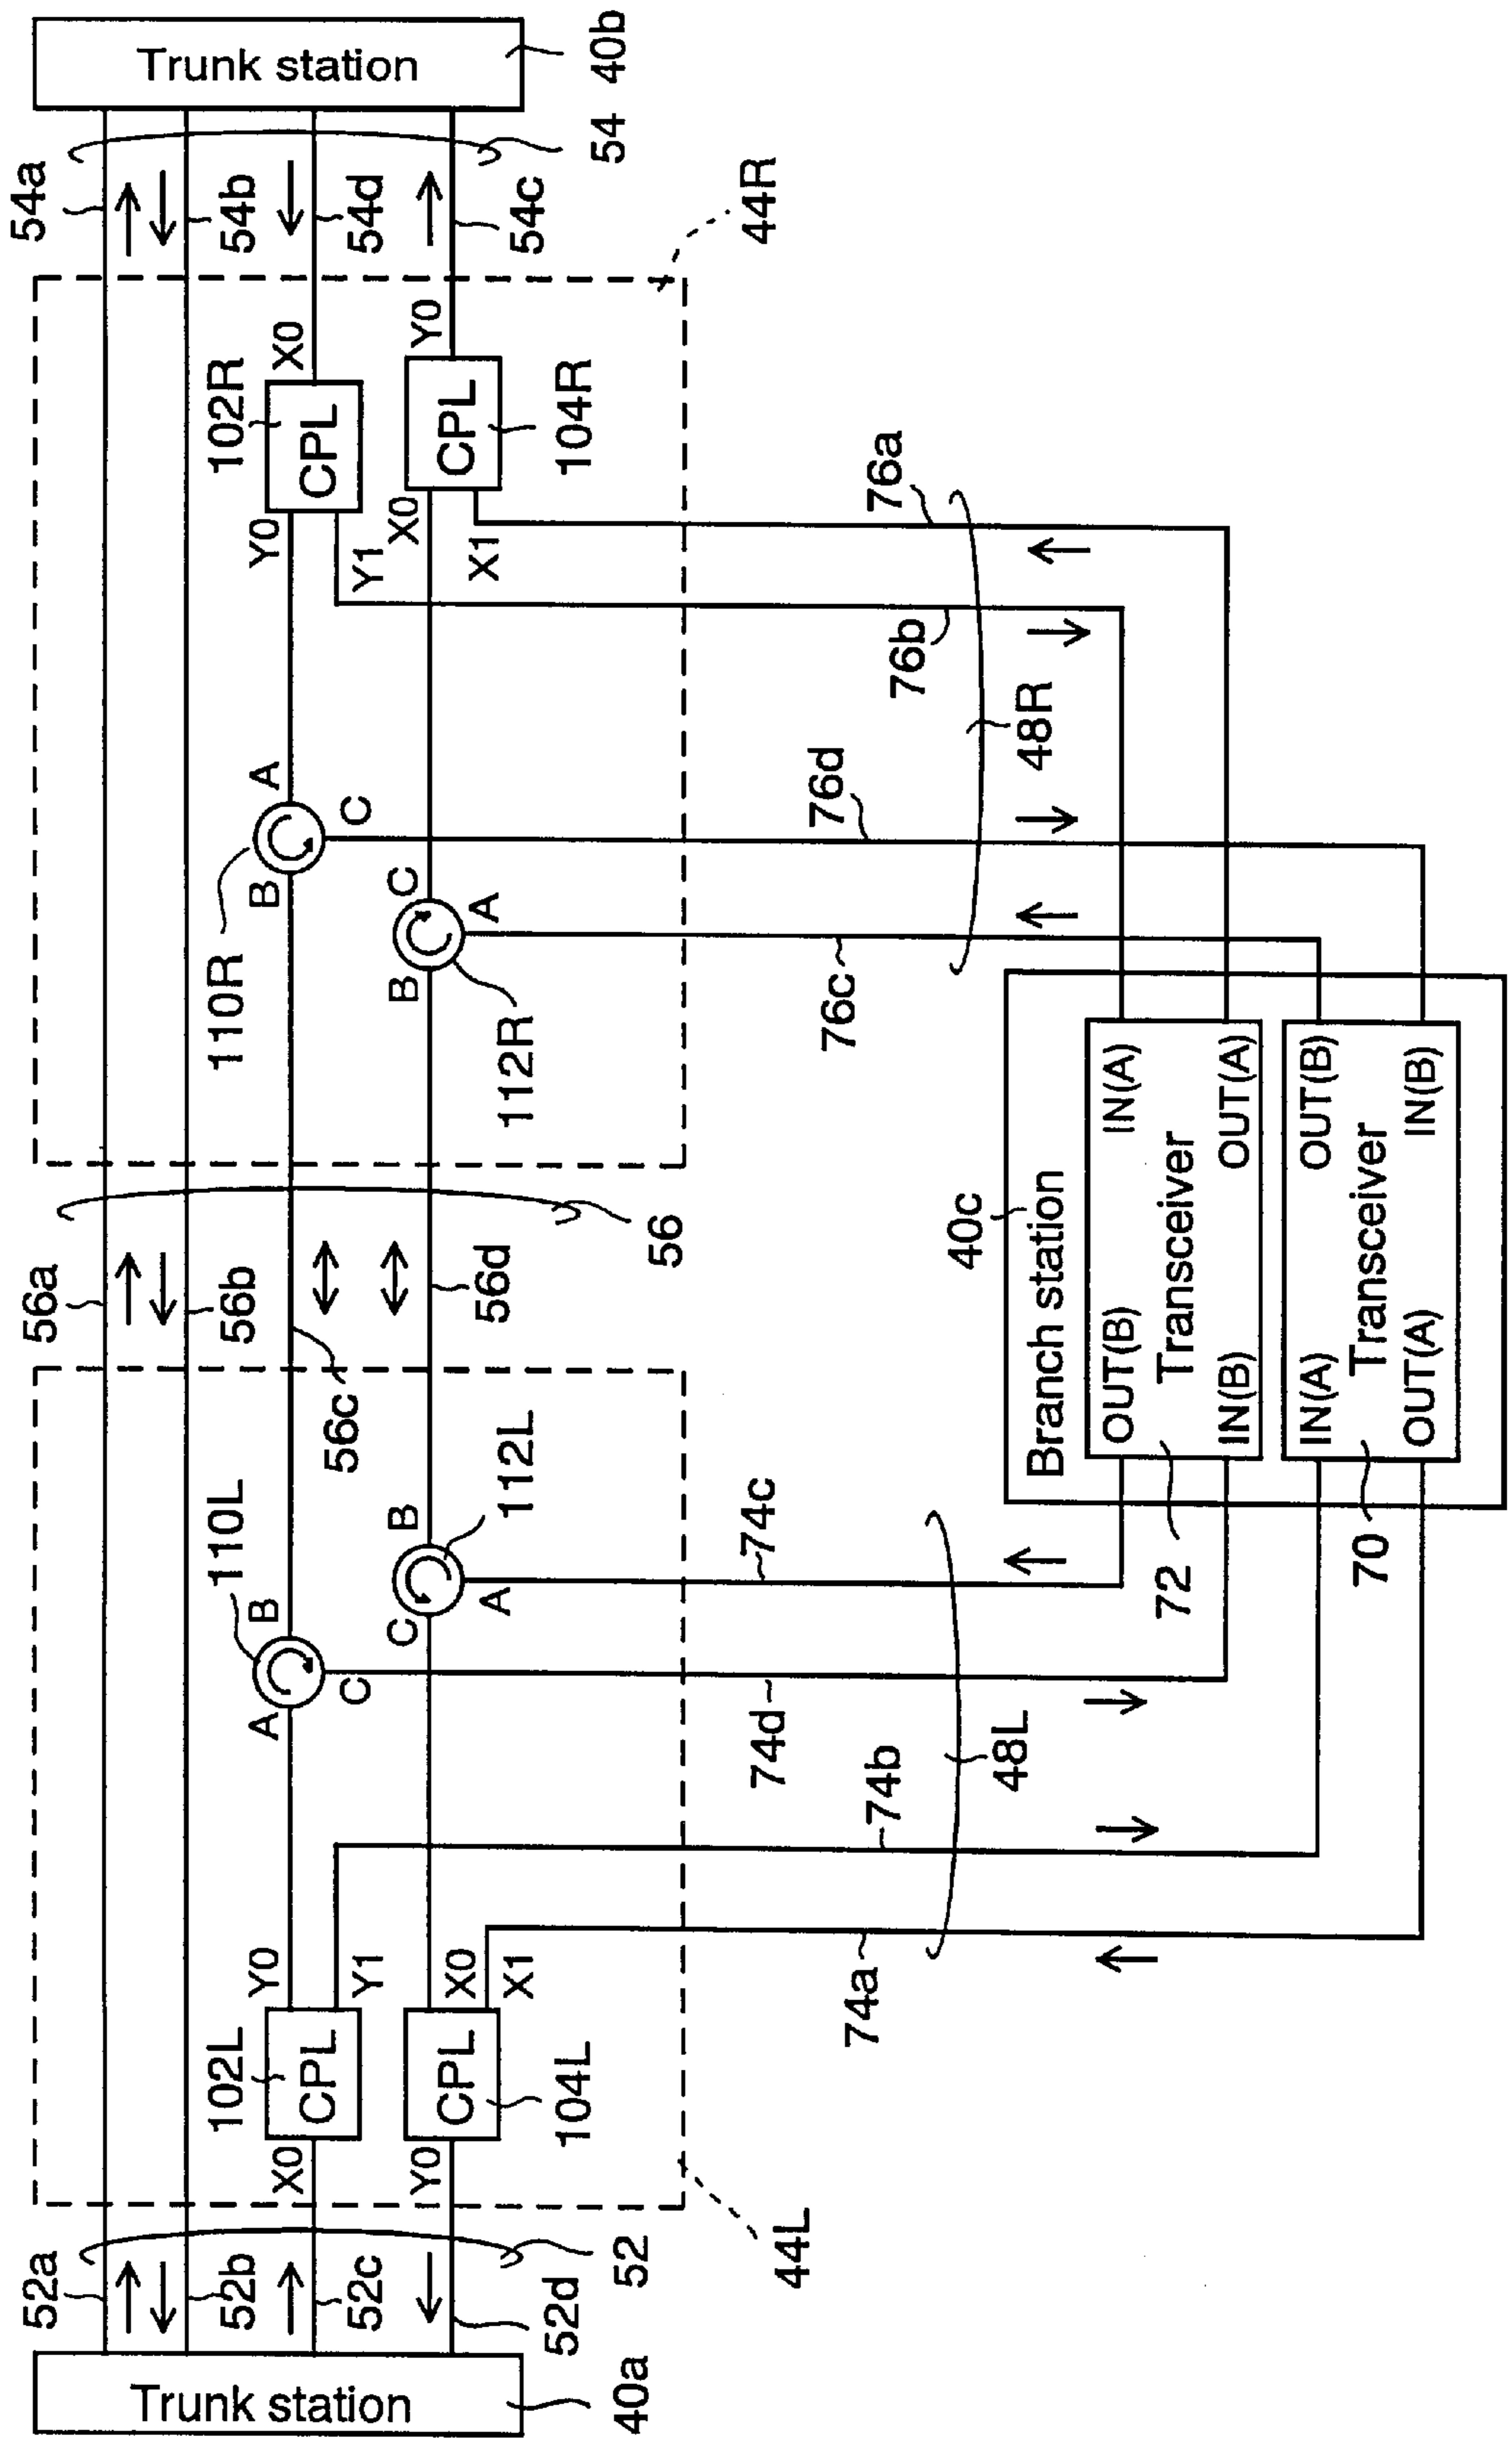 Trunk station
40a
52a
52b
52c
52d
52
44L
X0
Y0
102L
CPL
CPL
104L
Y0
Y1
X0
X1
A
B
C
110L
C
B
A
112L
56a
56b
56c
56d
56
B
A
C
110R
B
C
A
112R
Y0
Y1
X0
X1
102R
CPL
CPL
104R
X0
Y0
44R
54a
54b
54d
54c
54
Trunk station
40b
74a
74b
74d
74c
48L
76c
76d
76b
76a
48R
40c
Branch station
OUT(B)
IN(A)
Transceiver
IN(B)
OUT(A)
72
IN(A)
OUT(B)
Transceiver
OUT(A)
IN(B)
70